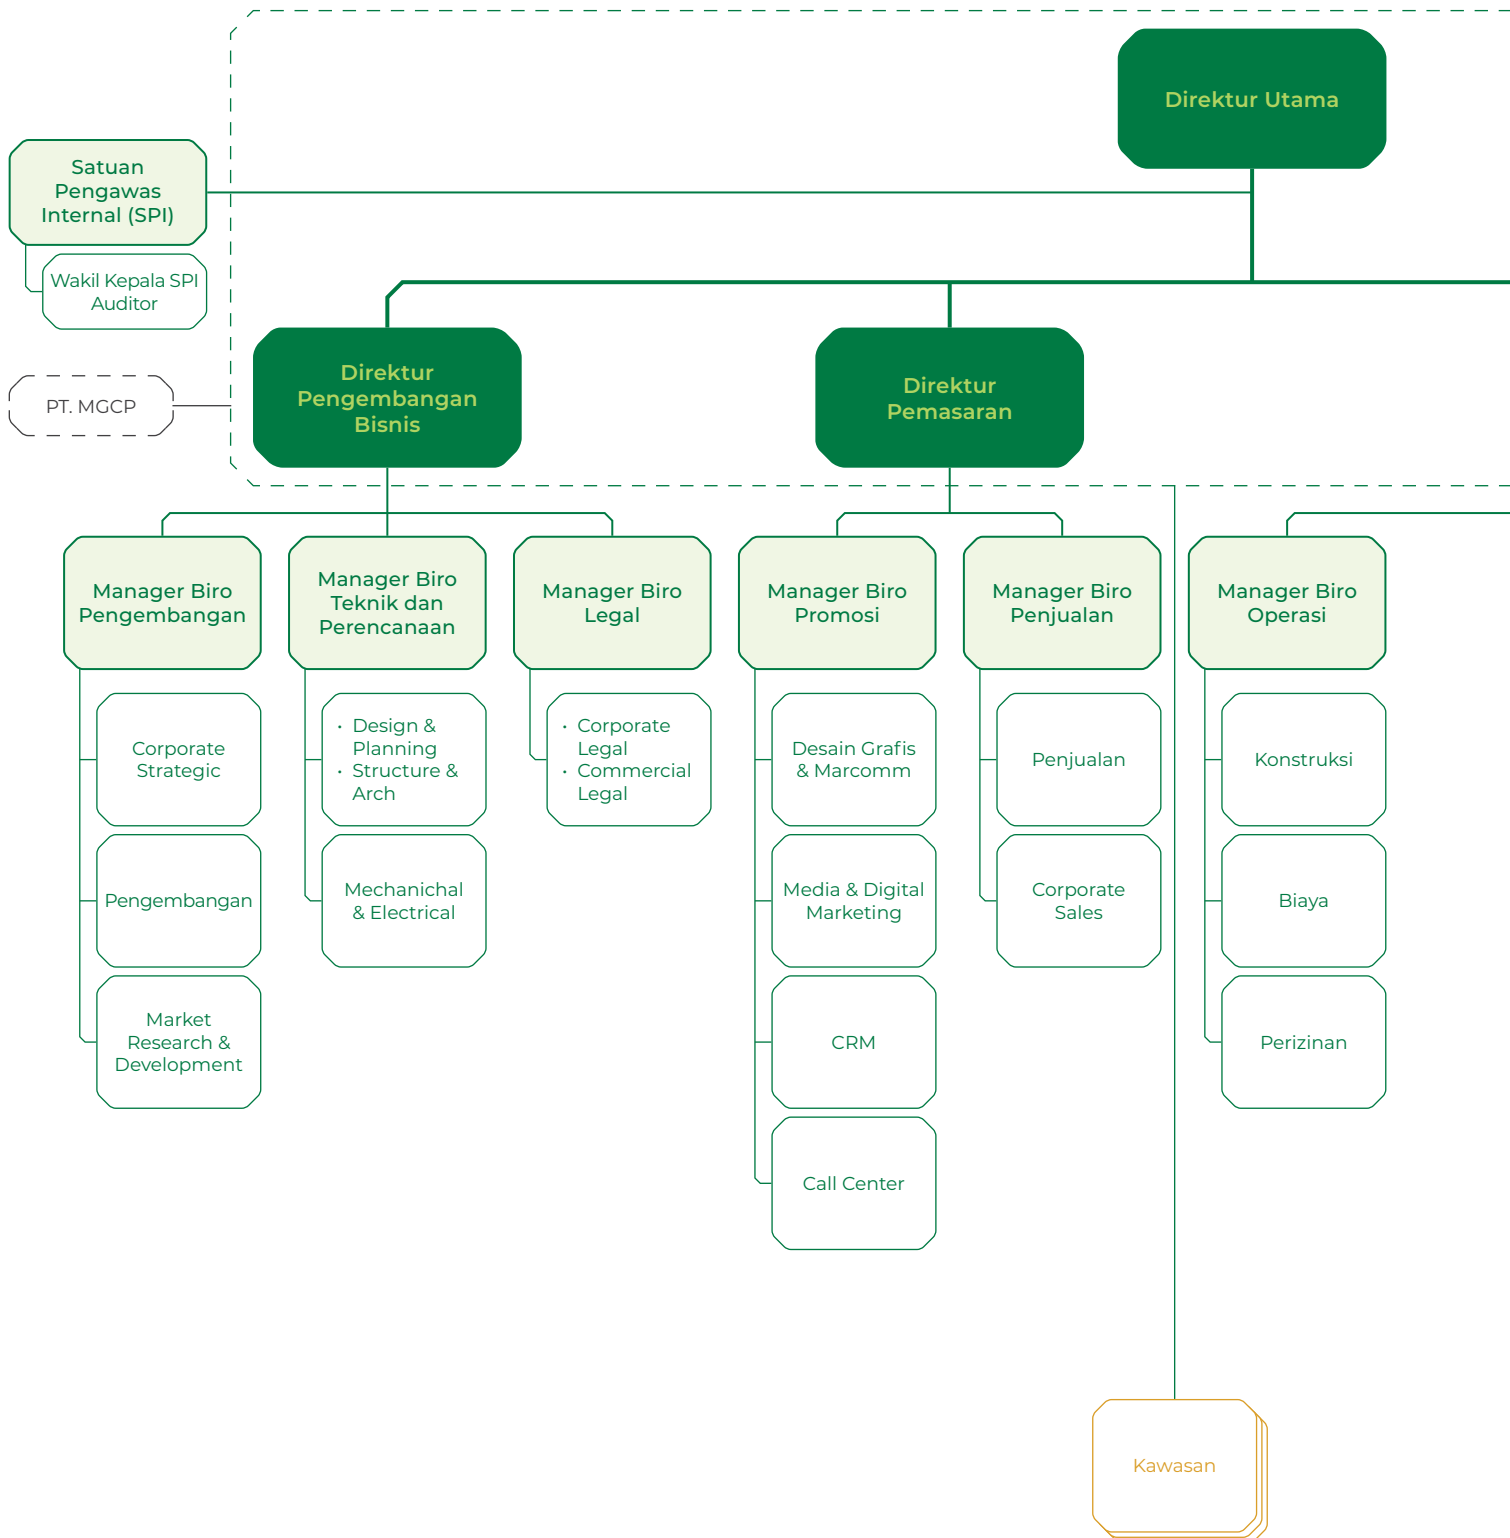 Direktur Utama
Satuan
Pengawas
Internal (SPI)
Wakil Kepala SPI
Auditor
PT. MGCP
Direktur
Pengembangan
Bisnis
Direktur
Pemasaran
Manager Biro
Pengembangan
Corporate
Strategic
Pengembangan
Market
Research &
Development
Manager Biro
Teknik dan
Perencanaan
• Design &
Planning
• Structure &
Arch
Mechanichal
& Electrical
Manager Biro
Legal
• Corporate
Legal
• Commercial
Legal
Manager Biro
Promosi
Desain Grafis
& Marcomm
Media & Digital
Marketing
CRM
Call Center
Manager Biro
Penjualan
Penjualan
Corporate
Sales
Manager Biro
Operasi
Konstruksi
Biaya
Perizinan
Kawasan